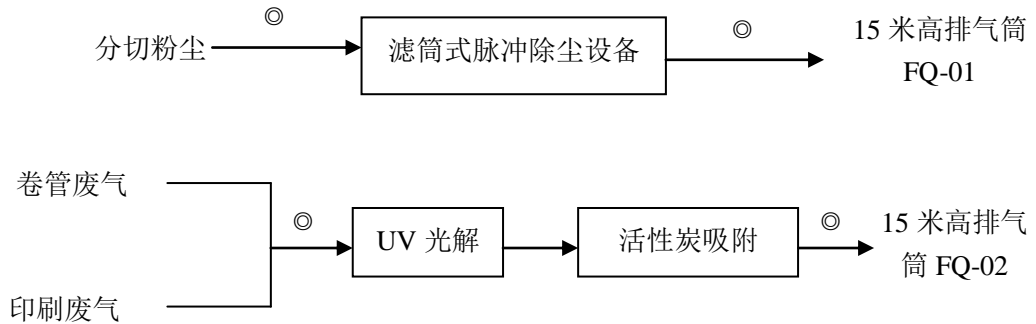 ◎
◎
分切粉尘
滤筒式脉冲除尘设备
15 米高排气筒
FQ-01
卷管废气
◎
UV 光解
活性炭吸附
◎
15 米高排气
筒 FQ-02
印刷废气